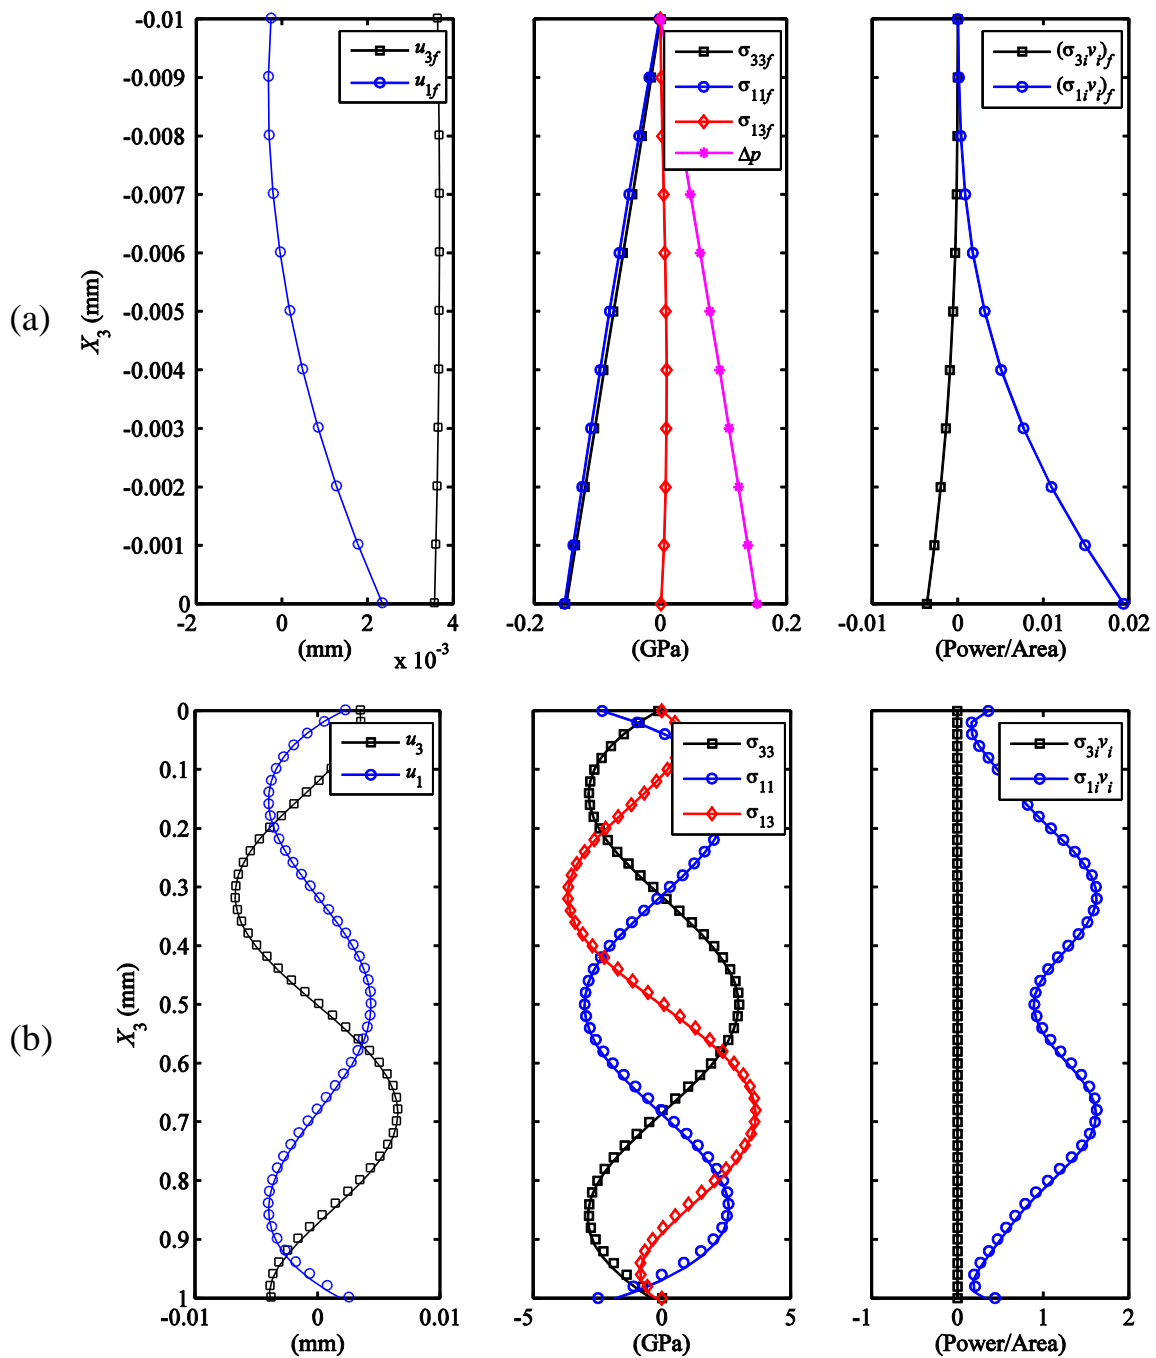 (a)
X3 (mm)
-0.01
-0.009
-0.008
-0.007
-0.006
-0.005
-0.004
-0.003
-0.002
-0.001
0
-2 0 2 4
(mm)
x 10-3
u3f
u1f
-0.2 0 0.2
(GPa)
σ33f
σ11f
σ13f
Δp
-0.01 0 0.01 0.02
(Power/Area)
(σ3ivi)f
(σ1ivi)f
(b)
X3 (mm)
0
0.1
0.2
0.3
0.4
0.5
0.6
0.7
0.8
0.9
1
-0.01 0 0.01
(mm)
u3
u1
-5 0 5
(GPa)
σ33
σ11
σ13
-1 0 1 2
(Power/Area)
σ3ivi
σ1ivi